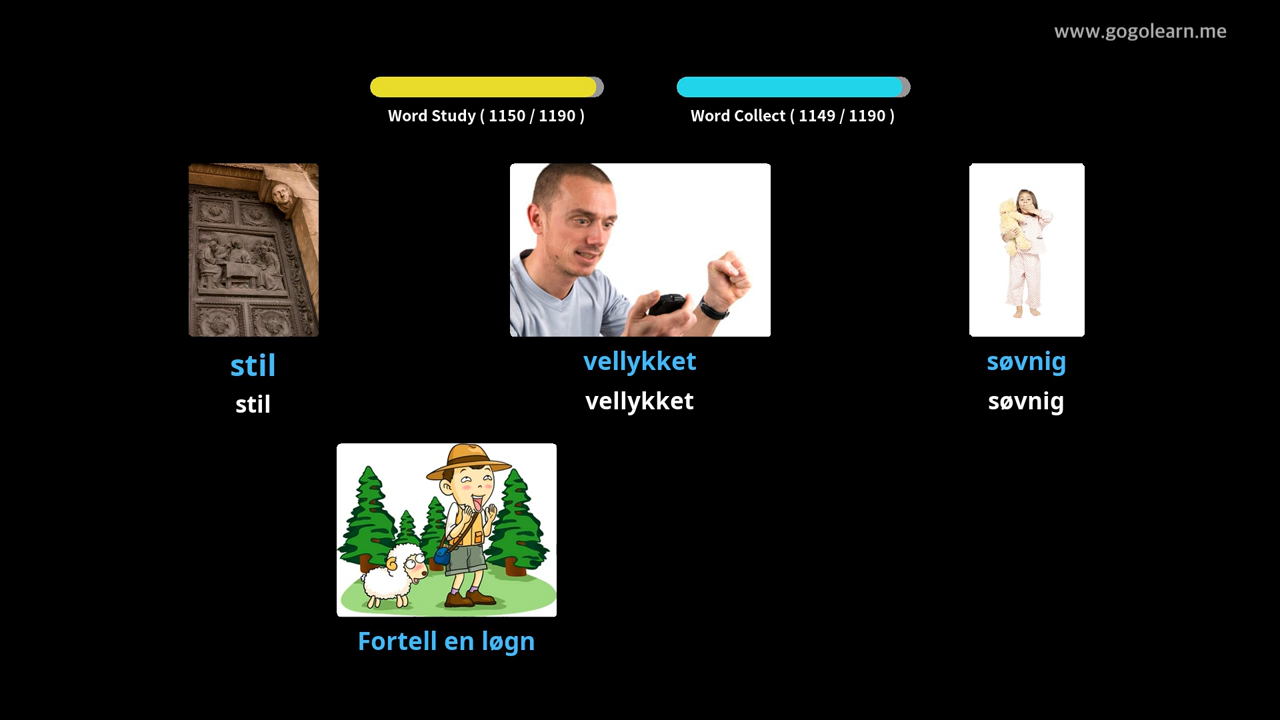 www.gogolearn.me
Word Study ( 1150 / 1190 )
Word Collect ( 1149 / 1190 )
stil
stil
vellykket
vellykket
søvnig
søvnig
Fortell en løgn